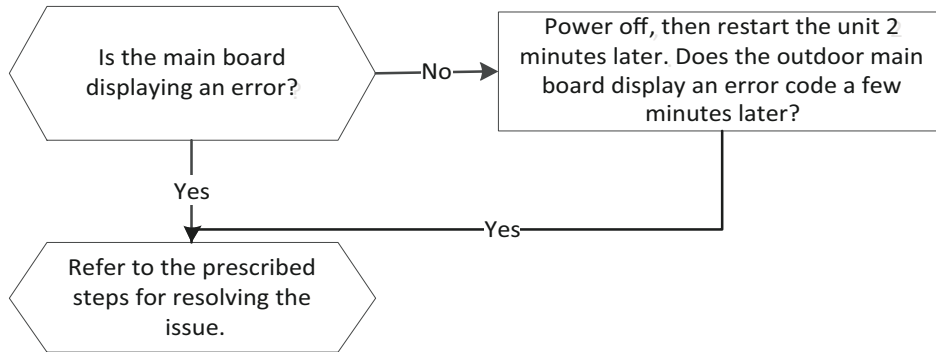 Is the main board
displaying an error?
No
Power off, then restart the unit 2
minutes later. Does the outdoor main
board display an error code a few
minutes later?
Yes
Yes
Refer to the prescribed
steps for resolving the
issue.